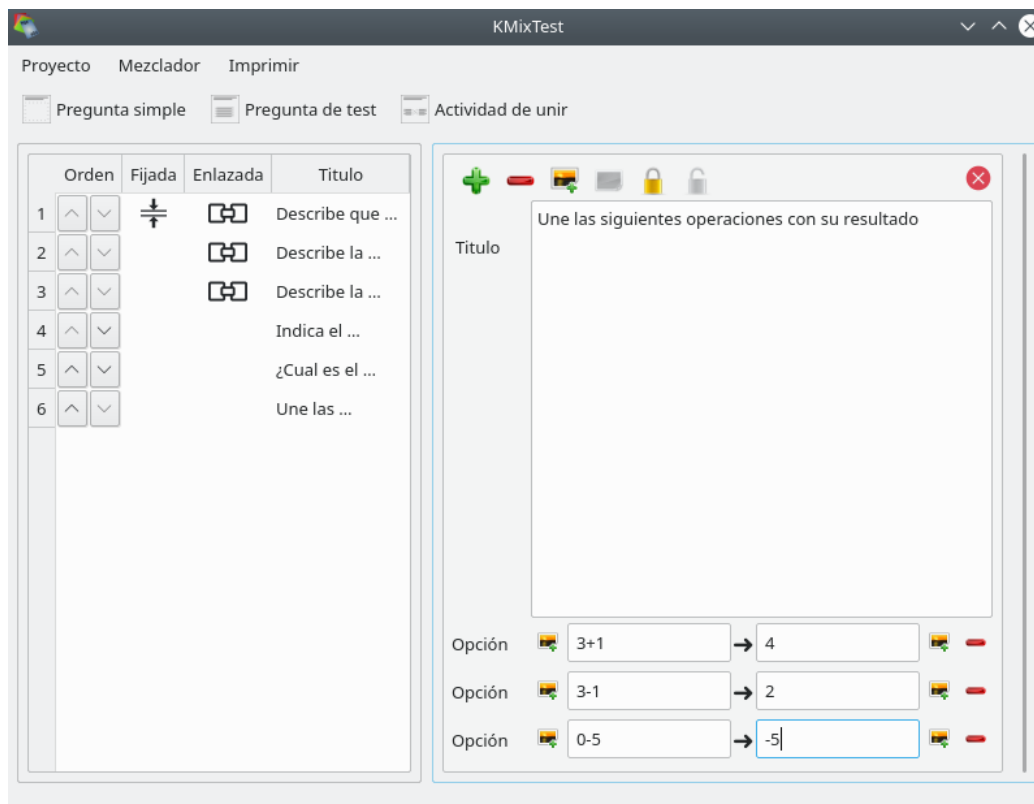 KMixTest
Proyecto Mezclador Imprimir
Pregunta simple Pregunta de test Actividad de unir
Orden Fijada Enlazada Titulo
1 Describe que ...
2 Describe la ...
3 Describe la ...
4 Indica el ...
5 ¿Cual es el ...
6 Une las ...
Titulo
Une las siguientes operaciones con su resultado
Opción 3+1 → 4
Opción 3-1 → 2
Opción 0-5 → -5